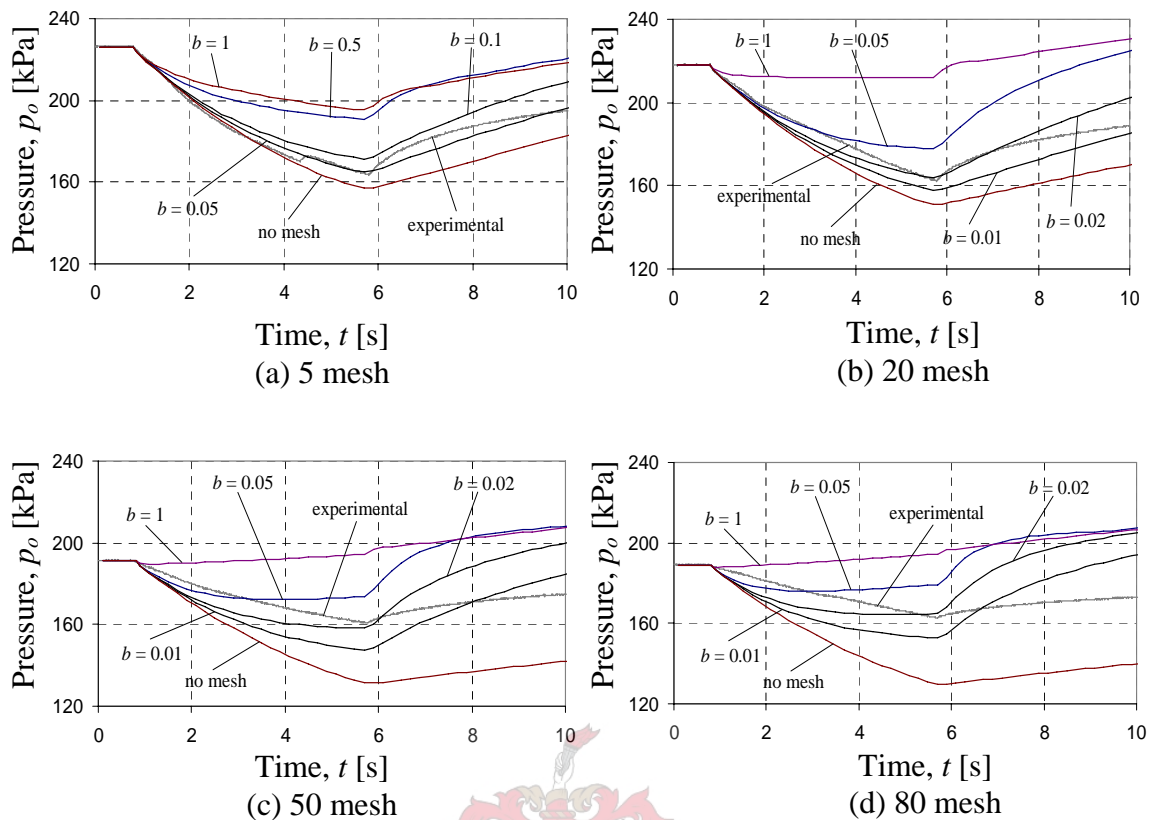 240
200
160
120
Pressure, p_o [kPa]
b = 1
b = 0.5
b = 0.1
b = 0.05
no mesh
experimental
0 2 4 6 8 10
Time, t [s]
(a) 5 mesh
240
200
160
120
Pressure, p_o [kPa]
b = 1
b = 0.05
experimental
no mesh
b = 0.01
b = 0.02
0 2 4 6 8 10
Time, t [s]
(b) 20 mesh
240
200
160
120
Pressure, p_o [kPa]
b = 1
b = 0.05
experimental
b = 0.02
b = 0.01
no mesh
0 2 4 6 8 10
Time, t [s]
(c) 50 mesh
240
200
160
120
Pressure, p_o [kPa]
b = 1
b = 0.05
experimental
b = 0.02
b = 0.01
no mesh
0 2 4 6 8 10
Time, t [s]
(d) 80 mesh